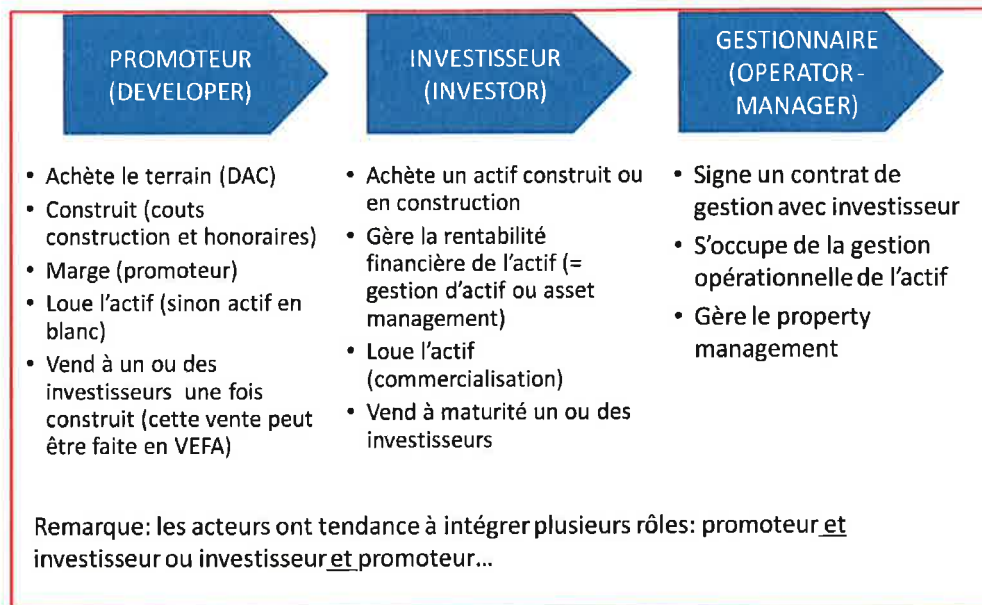 PROMOTEUR
(DEVELOPER)
INVESTISSEUR
(INVESTOR)
GESTIONNAIRE
(OPERATOR -
MANAGER)
• Achète le terrain (DAC)
• Construit (couts
construction et honoraires)
• Marge (promoteur)
• Loue l'actif (sinon actif en
blanc)
• Vend à un ou des
investisseurs une fois
construit (cette vente peut
être faite en VEFA)
• Achète un actif construit ou
en construction
• Gère la rentabilité
financière de l'actif (=
gestion d'actif ou asset
management)
• Loue l'actif
(commercialisation)
• Vend à maturité un ou des
investisseurs
• Signe un contrat de
gestion avec investisseur
• S'occupe de la gestion
opérationnelle de l'actif
• Gère le property
management
Remarque: les acteurs ont tendance à intégrer plusieurs rôles: promoteur et
investisseur ou investisseur et promoteur...